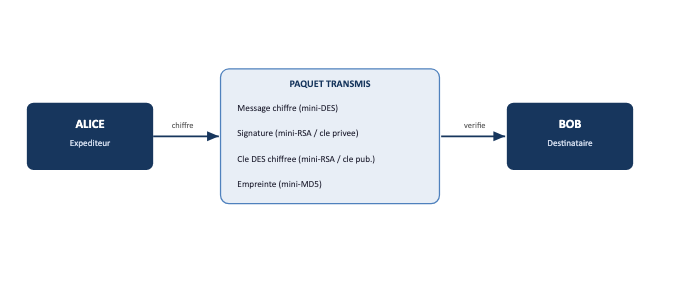 PAQUET TRANSMIS
Message chiffre (mini-DES)
ALICE
Expediteur
chiffre
Signature (mini-RSA / cle privee)
Cle DES chiffree (mini-RSA / cle pub.)
Empreinte (mini-MD5)
verifie
BOB
Destinataire